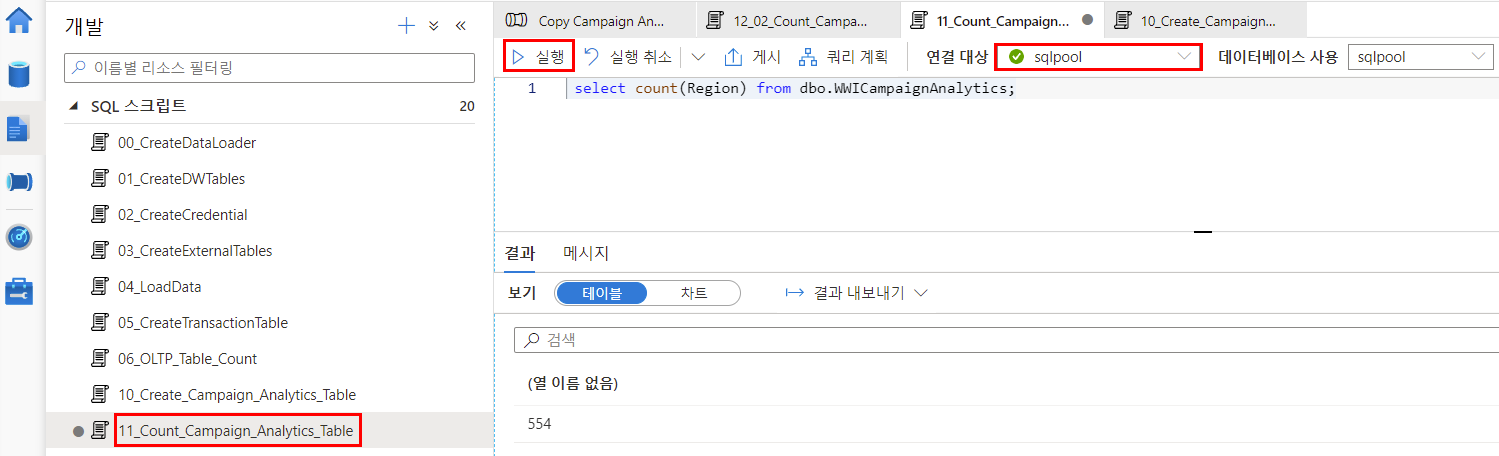 개발
이름별 리소스 필터링
SQL 스크립트 20
00_CreateDataLoader
01_CreateDWTables
02_CreateCredential
03_CreateExternalTables
04_LoadData
05_CreateTransactionTable
06_OLTP_Table_Count
10_Create_Campaign_Analytics_Table
11_Count_Campaign_Analytics_Table
Copy Campaign An... 12_02_Count_Campa... 11_Count_Campaign... 10_Create_Campaign...
실행 실행 취소 게시 쿼리 계획 연결 대상 sqlpool 데이터베이스 사용 sqlpool
1 select count(Region) from dbo.WWICampaignAnalytics;
결과 메시지
보기 테이블 차트 결과 내보내기
검색
(열 이름 없음)
554